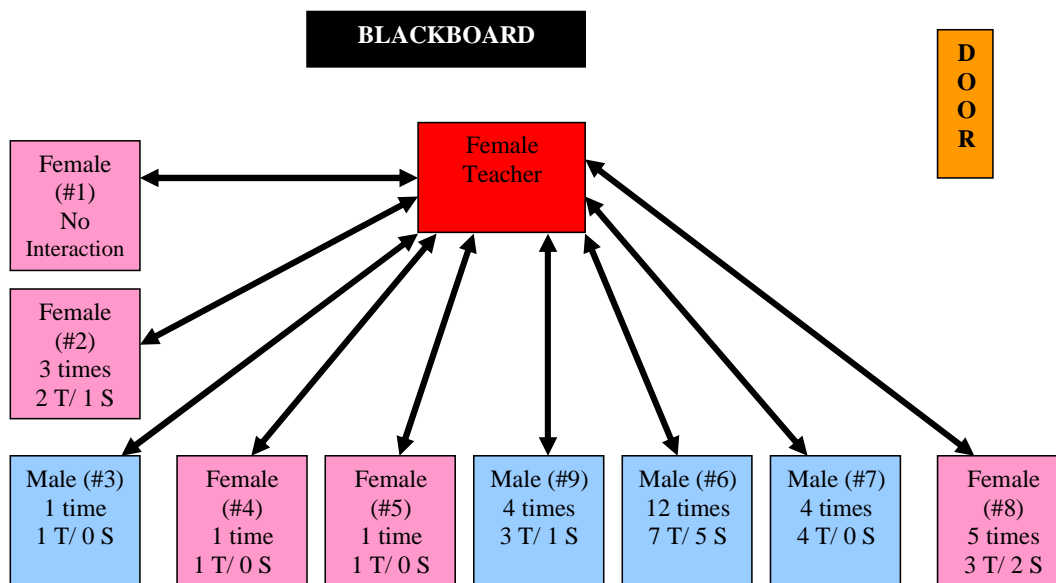 BLACKBOARD
D
O
O
R
Female
Teacher
Female
(#1)
No
Interaction
Female
(#2)
3 times
2 T/ 1 S
Male (#3)
1 time
1 T/ 0 S
Female
(#4)
1 time
1 T/ 0 S
Female
(#5)
1 time
1 T/ 0 S
Male (#9)
4 times
3 T/ 1 S
Male (#6)
12 times
7 T/ 5 S
Male (#7)
4 times
4 T/ 0 S
Female
(#8)
5 times
3 T/ 2 S